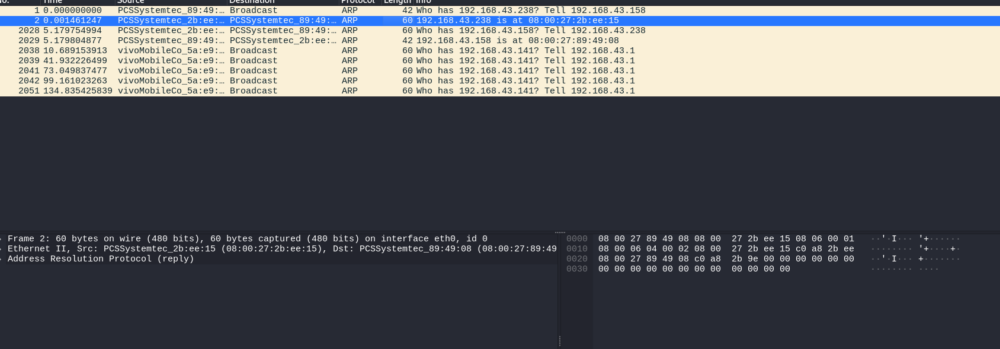 No. Time Source Destination Protocol Length Info
1 0.000000000 PCSSystemtec_89:49:… Broadcast ARP 42 Who has 192.168.43.238? Tell 192.168.43.158
2 0.001461247 PCSSystemtec_2b:ee:… PCSSystemtec_89:49:… ARP 60 192.168.43.238 is at 08:00:27:2b:ee:15
2028 5.179754994 PCSSystemtec_2b:ee:… PCSSystemtec_89:49:… ARP 60 Who has 192.168.43.158? Tell 192.168.43.238
2029 5.179804877 PCSSystemtec_89:49:… PCSSystemtec_2b:ee:… ARP 42 192.168.43.158 is at 08:00:27:89:49:08
2038 10.689153913 vivoMobileCo_5a:e9:… Broadcast ARP 60 Who has 192.168.43.141? Tell 192.168.43.1
2039 41.932226499 vivoMobileCo_5a:e9:… Broadcast ARP 60 Who has 192.168.43.141? Tell 192.168.43.1
2041 73.049837477 vivoMobileCo_5a:e9:… Broadcast ARP 60 Who has 192.168.43.141? Tell 192.168.43.1
2042 99.161023263 vivoMobileCo_5a:e9:… Broadcast ARP 60 Who has 192.168.43.141? Tell 192.168.43.1
2051 134.835425839 vivoMobileCo_5a:e9:… Broadcast ARP 60 Who has 192.168.43.141? Tell 192.168.43.1
Frame 2: 60 bytes on wire (480 bits), 60 bytes captured (480 bits) on interface eth0, id 0
Ethernet II, Src: PCSSystemtec_2b:ee:15 (08:00:27:2b:ee:15), Dst: PCSSystemtec_89:49:08 (08:00:27:89:49
Address Resolution Protocol (reply)
0000 08 00 27 89 49 08 08 00 27 2b ee 15 08 06 00 01 ··'·I··· '+······
0010 08 00 06 04 00 02 08 00 27 2b ee 15 c0 a8 2b ee ········ '+····+·
0020 08 00 27 89 49 08 c0 a8 2b 9e 00 00 00 00 00 00 ··'·I··· +·······
0030 00 00 00 00 00 00 00 00 00 00 00 00 ········ ····